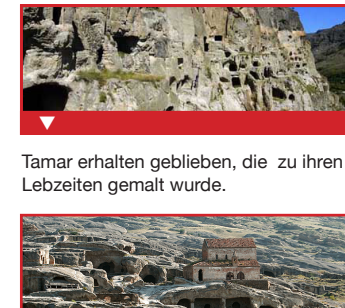 Tamar erhalten geblieben, die zu ihren
Lebzeiten gemalt wurde.